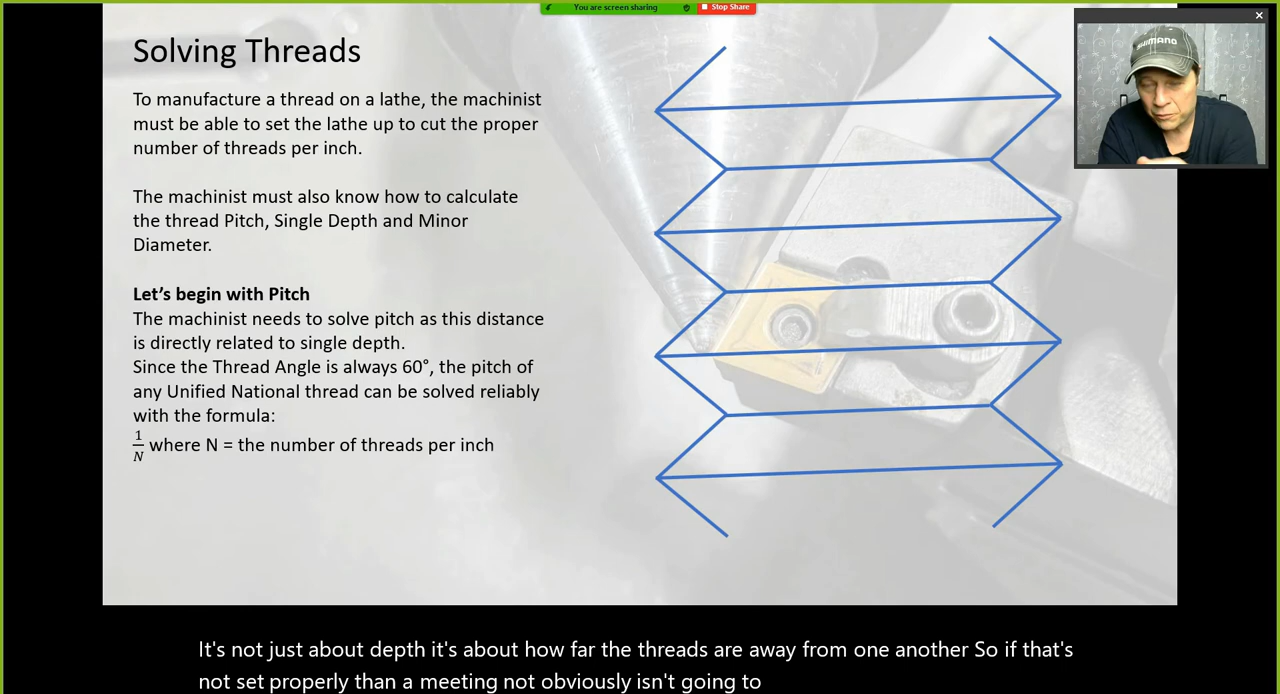 You are screen sharing
Stop Share
Solving Threads
To manufacture a thread on a lathe, the machinist
must be able to set the lathe up to cut the proper
number of threads per inch.
The machinist must also know how to calculate
the thread Pitch, Single Depth and Minor
Diameter.
Let's begin with Pitch
The machinist needs to solve pitch as this distance
is directly related to single depth.
Since the Thread Angle is always 60°, the pitch of
any Unified National thread can be solved reliably
with the formula:
1/N where N = the number of threads per inch
SHIMANO
It's not just about depth it's about how far the threads are away from one another So if that's
not set properly than a meeting not obviously isn't going to